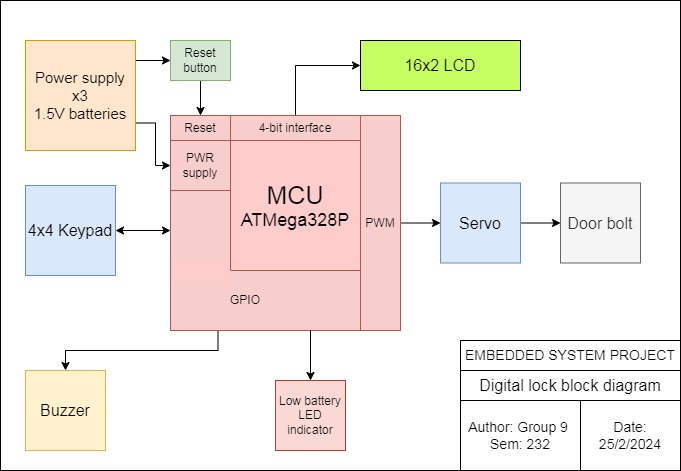 Power supply
x3
1.5V batteries
Reset
button
16x2 LCD
Reset
4-bit interface
PWR
supply
MCU
ATMega328P
PWM
4x4 Keypad
Servo
Door bolt
GPIO
Buzzer
Low battery
LED
indicator
EMBEDDED SYSTEM PROJECT
Digital lock block diagram
Author: Group 9
Sem: 232
Date:
25/2/2024